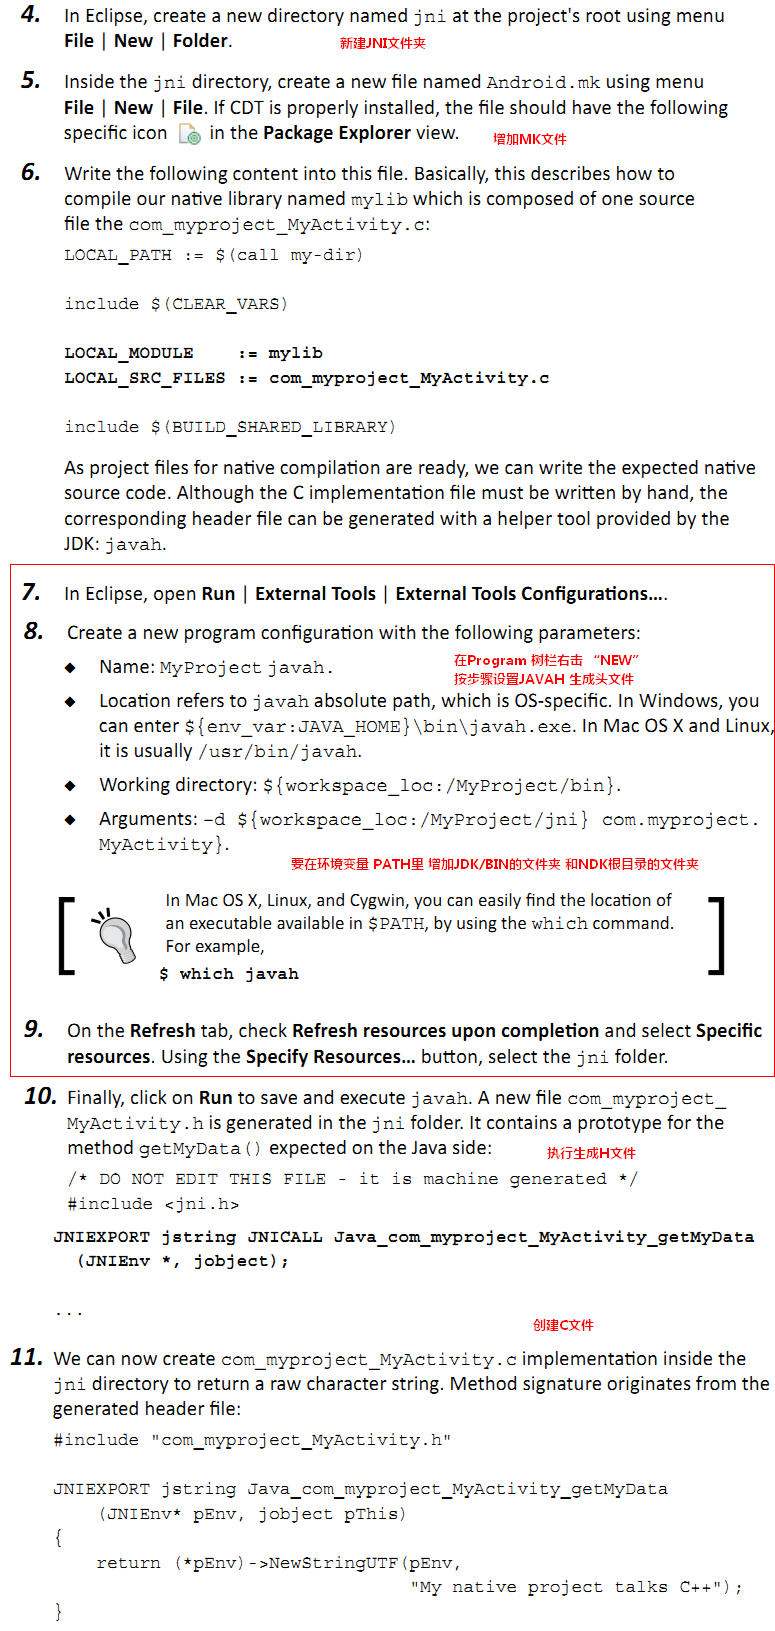 4. In Eclipse, create a new directory named jni at the project's root using menu
File | New | Folder.
新建JNI文件夹
5. Inside the jni directory, create a new file named Android.mk using menu
File | New | File. If CDT is properly installed, the file should have the following
specific icon in the Package Explorer view.
增加MK文件
6. Write the following content into this file. Basically, this describes how to
compile our native library named mylib which is composed of one source
file the com_myproject_MyActivity.c:
LOCAL_PATH := $(call my-dir)
include $(CLEAR_VARS)
LOCAL_MODULE    := mylib
LOCAL_SRC_FILES := com_myproject_MyActivity.c
include $(BUILD_SHARED_LIBRARY)
As project files for native compilation are ready, we can write the expected native
source code. Although the C implementation file must be written by hand, the
corresponding header file can be generated with a helper tool provided by the
JDK: javah.
7. In Eclipse, open Run | External Tools | External Tools Configurations….
8. Create a new program configuration with the following parameters:
◆ Name: MyProject javah.
在Program 树栏右击 “NEW”
按步骤设置JAVAH 生成头文件
◆ Location refers to javah absolute path, which is OS-specific. In Windows, you
can enter ${env_var:JAVA_HOME}\bin\javah.exe. In Mac OS X and Linux,
it is usually /usr/bin/javah.
◆ Working directory: ${workspace_loc:/MyProject/bin}.
◆ Arguments: –d ${workspace_loc:/MyProject/jni} com.myproject.
MyActivity}.
要在环境变量 PATH里 增加JDK/BIN的文件夹 和NDK根目录的文件夹
In Mac OS X, Linux, and Cygwin, you can easily find the location of
an executable available in $PATH, by using the which command.
For example,
$ which javah
9. On the Refresh tab, check Refresh resources upon completion and select Specific
resources. Using the Specify Resources… button, select the jni folder.
10. Finally, click on Run to save and execute javah. A new file com_myproject_
MyActivity.h is generated in the jni folder. It contains a prototype for the
method getMyData() expected on the Java side:
执行生成H文件
/* DO NOT EDIT THIS FILE - it is machine generated */
#include <jni.h>
JNIEXPORT jstring JNICALL Java_com_myproject_MyActivity_getMyData
(JNIEnv *, jobject);
...
创建C文件
11. We can now create com_myproject_MyActivity.c implementation inside the
jni directory to return a raw character string. Method signature originates from the
generated header file:
#include "com_myproject_MyActivity.h"
JNIEXPORT jstring Java_com_myproject_MyActivity_getMyData
(JNIEnv* pEnv, jobject pThis)
{
return (*pEnv)->NewStringUTF(pEnv,
"My native project talks C++");
}